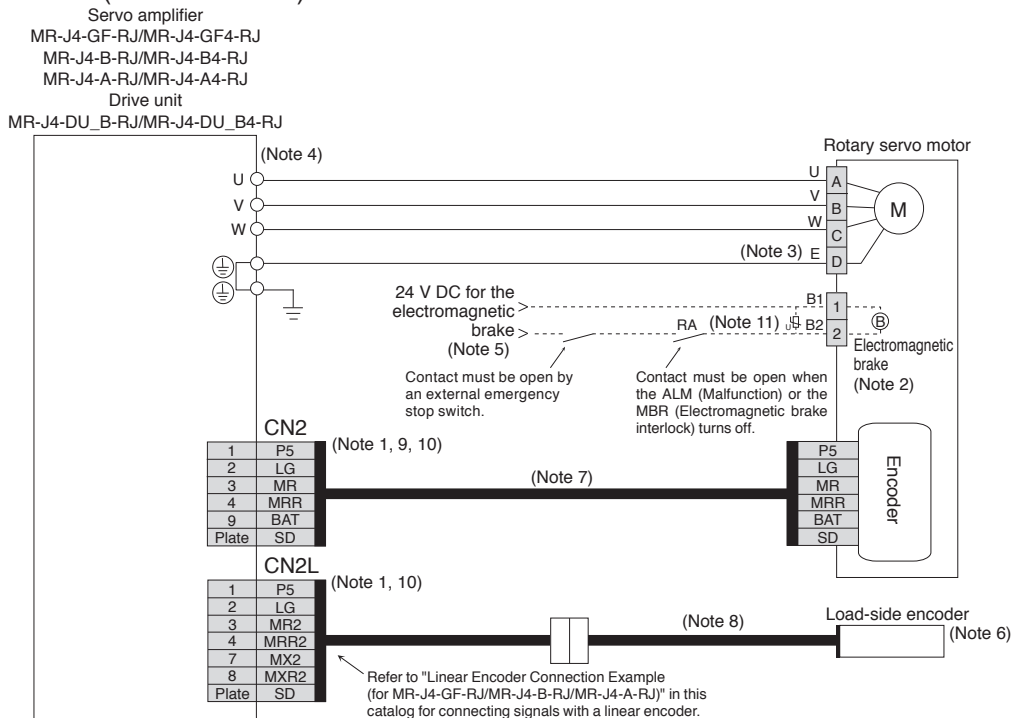 Servo amplifier
MR-J4-GF-RJ/MR-J4-GF4-RJ
MR-J4-B-RJ/MR-J4-B4-RJ
MR-J4-A-RJ/MR-J4-A4-RJ
Drive unit
MR-J4-DU_B-RJ/MR-J4-DU_B4-RJ
Rotary servo motor
(Note 4)
U
V
W
U
V
W
(Note 3) E
A
B
C
D
M
24 V DC for the
electromagnetic
brake
(Note 5)
RA
(Note 11)
U
B1
B2
1
2
B
Electromagnetic
brake
(Note 2)
Contact must be open by
an external emergency
stop switch.
Contact must be open when
the ALM (Malfunction) or the
MBR (Electromagnetic brake
interlock) turns off.
CN2
(Note 1, 9, 10)
1 P5
2 LG
3 MR
4 MRR
9 BAT
Plate SD
(Note 7)
P5
LG
MR
MRR
BAT
SD
Encoder
CN2L
(Note 1, 10)
1 P5
2 LG
3 MR2
4 MRR2
7 MX2
8 MXR2
Plate SD
(Note 8)
Load-side encoder
(Note 6)
Refer to "Linear Encoder Connection Example
(for MR-J4-GF-RJ/MR-J4-B-RJ/MR-J4-A-RJ)" in this
catalog for connecting signals with a linear encoder.